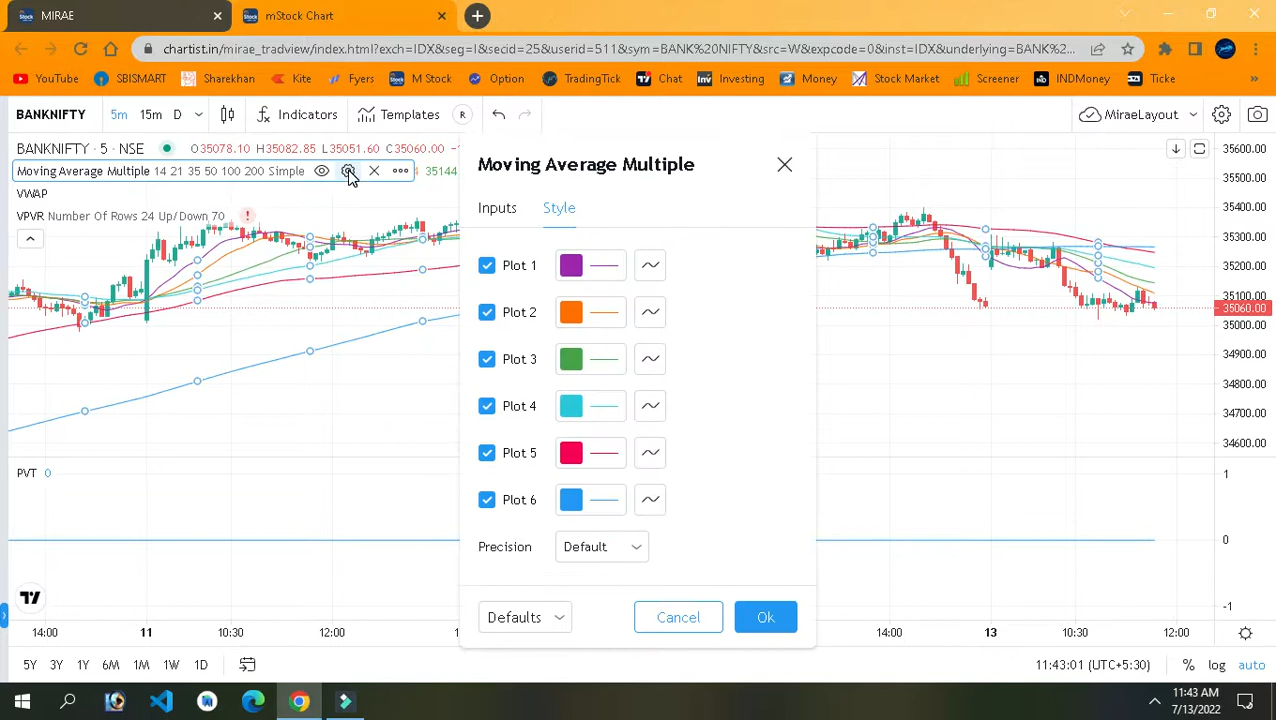 MIRAE
mStock Chart
chartist.in/mirae_tradview/index.html?exch=IDX&seg=I&secid=25&userid=511&sym=BANK%20NIFTY&src=W&expcode=0&inst=IDX&underlying=BANK%2...
YouTube SBISMART Sharekhan Kite Fyers M Stock Option TradingTick Chat Investing Money Stock Market Screener INDMoney Ticke
BANKNIFTY 5m 15m D Indicators Templates R MiraeLayout
BANKNIFTY · 5 · NSE O35078.10 H35082.85 L35051.60 C35060.00
Moving Average Multiple 14 21 35 50 100 200 Simple 35144
VWAP
PVPR Number Of Rows 24 Up/Down 70
Moving Average Multiple
Inputs Style
Plot 1
Plot 2
Plot 3
Plot 4
Plot 5
Plot 6
Precision Default
Defaults Cancel Ok
35600.00
35500.00
35400.00
35300.00
35200.00
35100.00
35060.00
35000.00
34900.00
34800.00
34700.00
34600.00
PVT 0
1
0
-1
14:00 11 10:30 12:00 14:00 13 10:30 12:00
5Y 3Y 1Y 6M 1M 1W 1D 11:43:01 (UTC+5:30) % log auto
11:43 AM
7/13/2022